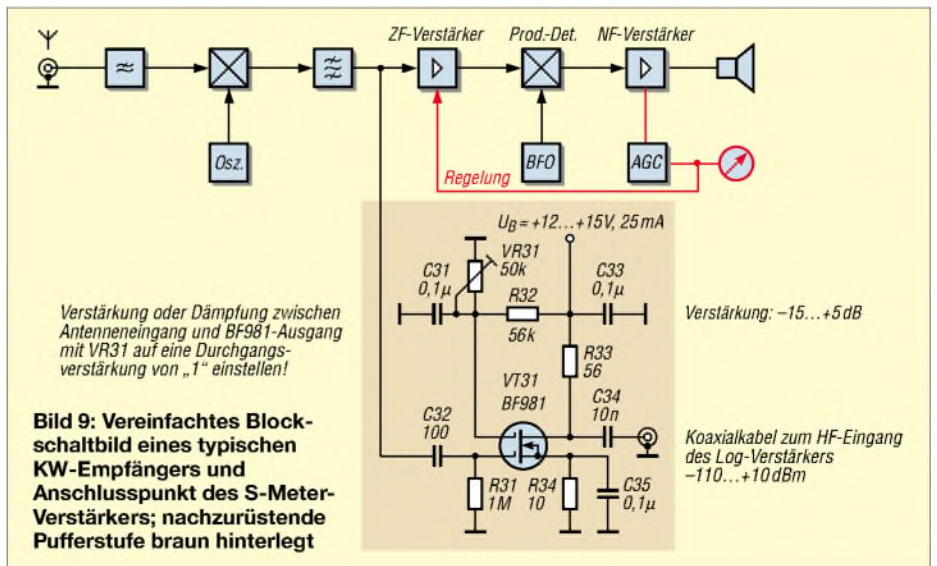 ZF-Verstärker
Prod.-Det.
NF-Verstärker
Osz.
BFO
AGC
Regelung
U_B = +12...+15V, 25 mA
VR31
50k
C31
0,1µ
R32
56k
C33
0,1µ
R33
56
VT31
BF981
C34
10n
C32
100
R31
1M
R34
10
C35
0,1µ
Verstärkung: –15...+5 dB
Verstärkung oder Dämpfung zwischen
Antenneneingang und BF981-Ausgang
mit VR31 auf eine Durchgangs-
verstärkung von „1" einstellen!
Koaxialkabel zum HF-Eingang
des Log-Verstärkers
–110...+10 dBm
Bild 9: Vereinfachtes Block-
schaltbild eines typischen
KW-Empfängers und
Anschlusspunkt des S-Meter-
Verstärkers; nachzurüstende
Pufferstufe braun hinterlegt